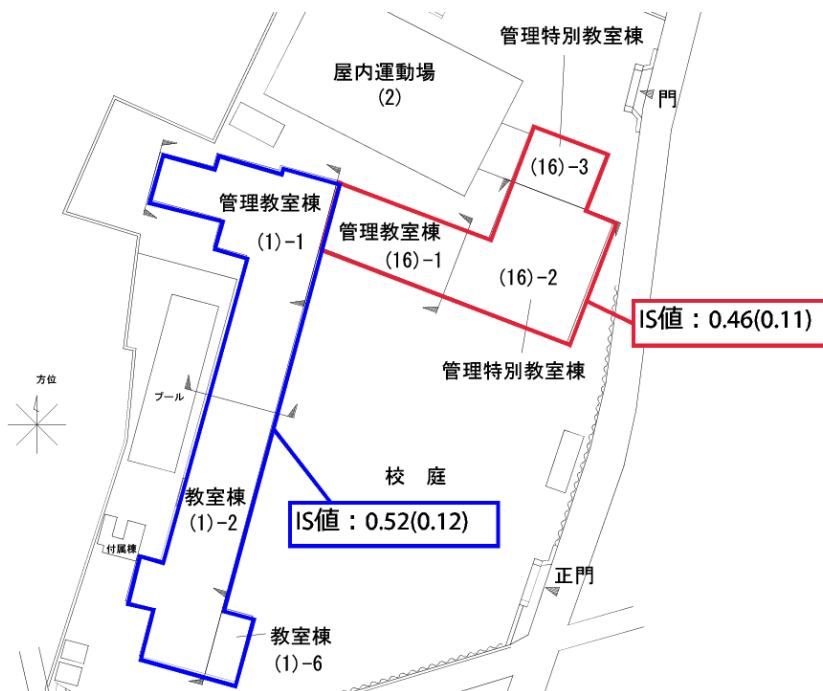 管理特別教室棟
屋内運動場
(2)
門
(16)-3
管理教室棟
(1)-1
管理教室棟
(16)-1
(16)-2
IS値：0.46(0.11)
管理特別教室棟
方位
プール
校　庭
教室棟
(1)-2
IS値：0.52(0.12)
付属棟
正門
教室棟
(1)-6